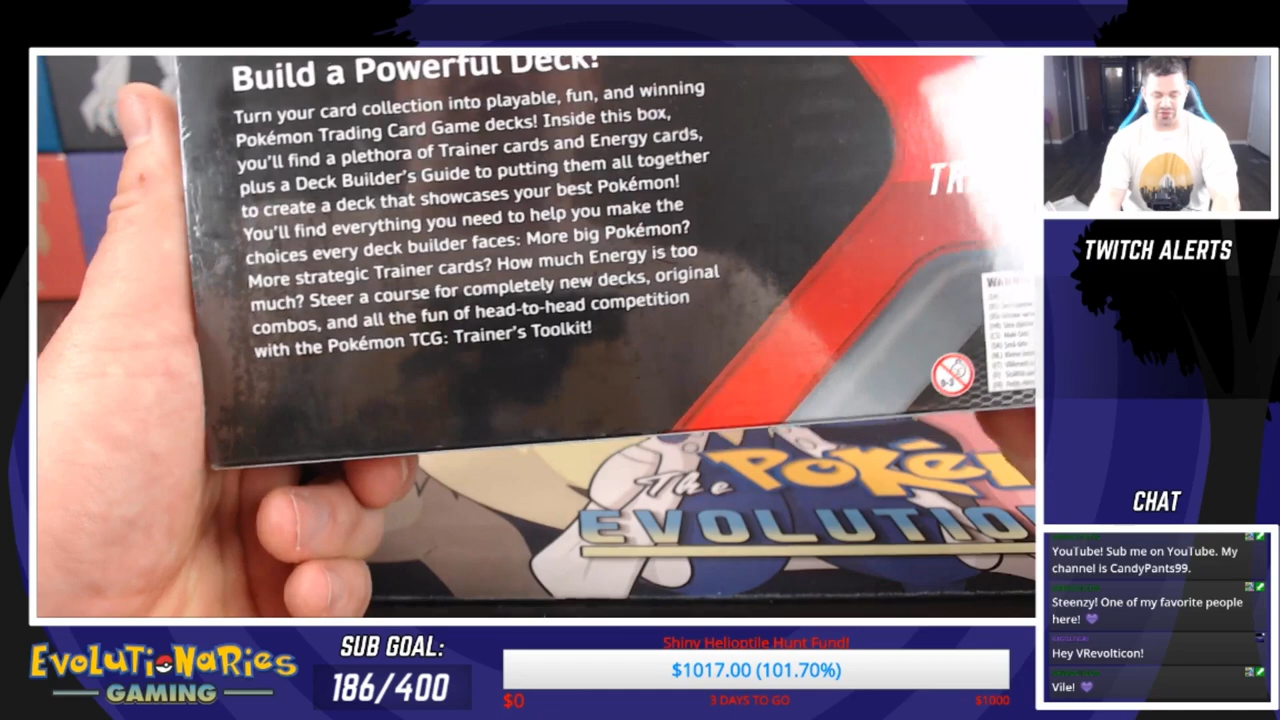 Build a Powerful Deck!
Turn your card collection into playable, fun, and winning
Pokémon Trading Card Game decks! Inside this box,
you'll find a plethora of Trainer cards and Energy cards,
plus a Deck Builder's Guide to putting them all together
to create a deck that showcases your best Pokémon!
You'll find everything you need to help you make the
choices every deck builder faces: More big Pokémon?
More strategic Trainer cards? How much Energy is too
much? Steer a course for completely new decks, original
combos, and all the fun of head-to-head competition
with the Pokémon TCG: Trainer's Toolkit!
0-3
The
EVOLUTIONARIES
GAMING
SUB GOAL:
186/400
Shiny Helioptile Hunt Fund!
$1017.00 (101.70%)
$0
3 DAYS TO GO
$1000
TWITCH ALERTS
CHAT
YouTube! Sub me on YouTube. My
channel is CandyPants99.
Steenzy! One of my favorite people
here!
Hey VRevolticon!
Vile!